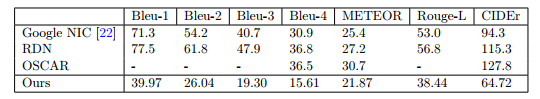 Bleu-1 Bleu-2 Bleu-3 Bleu-4 METEOR Rouge-L CIDEr
Google NIC [22] 71.3 54.2 40.7 30.9 25.4 53.0 94.3
RDN 77.5 61.8 47.9 36.8 27.2 56.8 115.3
OSCAR - - - 36.5 30.7 - 127.8
Ours 39.97 26.04 19.30 15.61 21.87 38.44 64.72